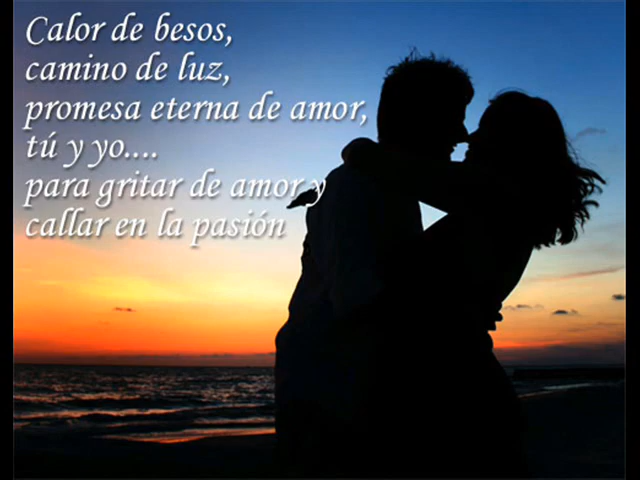 Calor de besos,
camino de luz,
promesa eterna de amor,
tú y yo....
para gritar de amor y
callar en la pasión